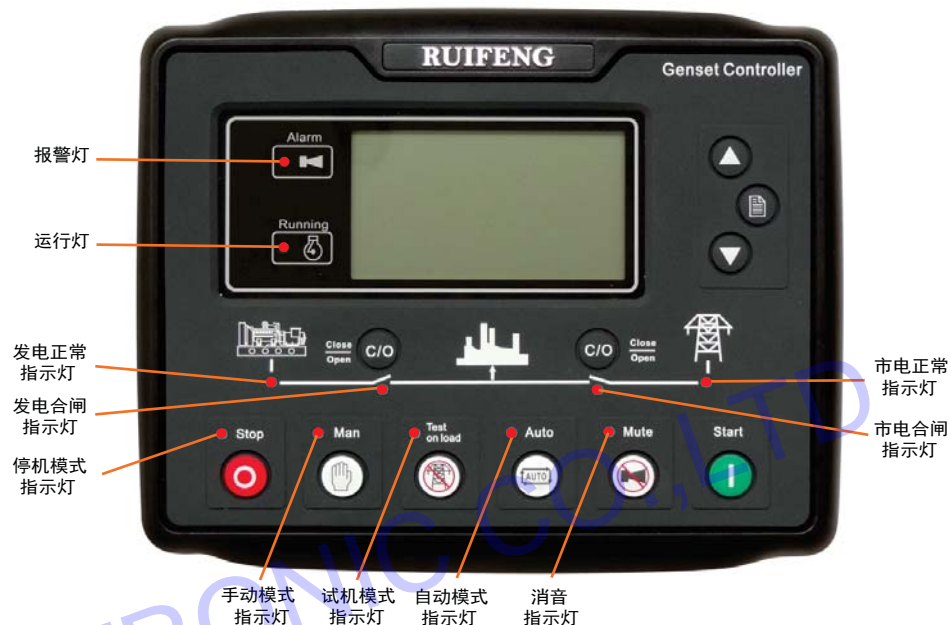 RUIFENG
Genset Controller
Alarm
报警灯
Running
运行灯
Close
Open
C/O
C/O
Close
Open
发电正常
指示灯
市电正常
指示灯
发电合闸
指示灯
市电合闸
指示灯
停机模式
指示灯
Stop
Man
Test
on load
Auto
Mute
Start
AUTO
手动模式
指示灯
试机模式
指示灯
自动模式
指示灯
消音
指示灯
TRONIC CO.,LTD